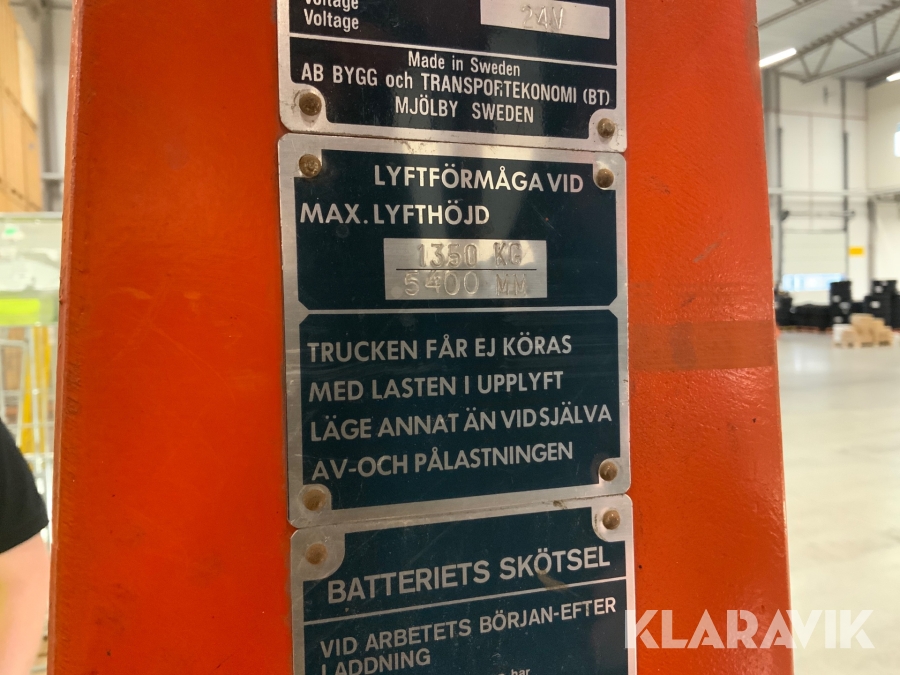 Voltage
Voltage 24V
Made in Sweden
AB BYGG och TRANSPORTEKONOMI (BT)
MJÖLBY SWEDEN
LYFTFÖRMÅGA VID
MAX. LYFTHÖJD
1350 KG
5400 MM
TRUCKEN FÅR EJ KÖRAS
MED LASTEN I UPPLYFT
LÄGE ANNAT ÄN VID SJÄLVA
AV-OCH PÅLASTNINGEN
BATTERIETS SKÖTSEL
VID ARBETETS BÖRJAN-EFTER
LADDNING
har
KLARAVIK